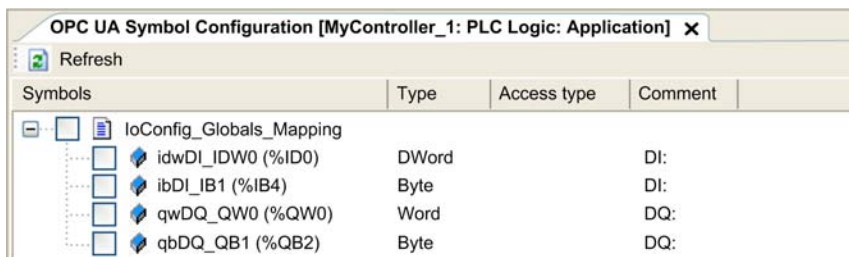 OPC UA Symbol Configuration [MyController_1: PLC Logic: Application] X
Refresh
Symbols Type Access type Comment
IoConfig_Globals_Mapping
idwDI_IDW0 (%ID0) DWord DI:
ibDI_IB1 (%IB4) Byte DI:
qwDQ_QW0 (%QW0) Word DQ:
qbDQ_QB1 (%QB2) Byte DQ: